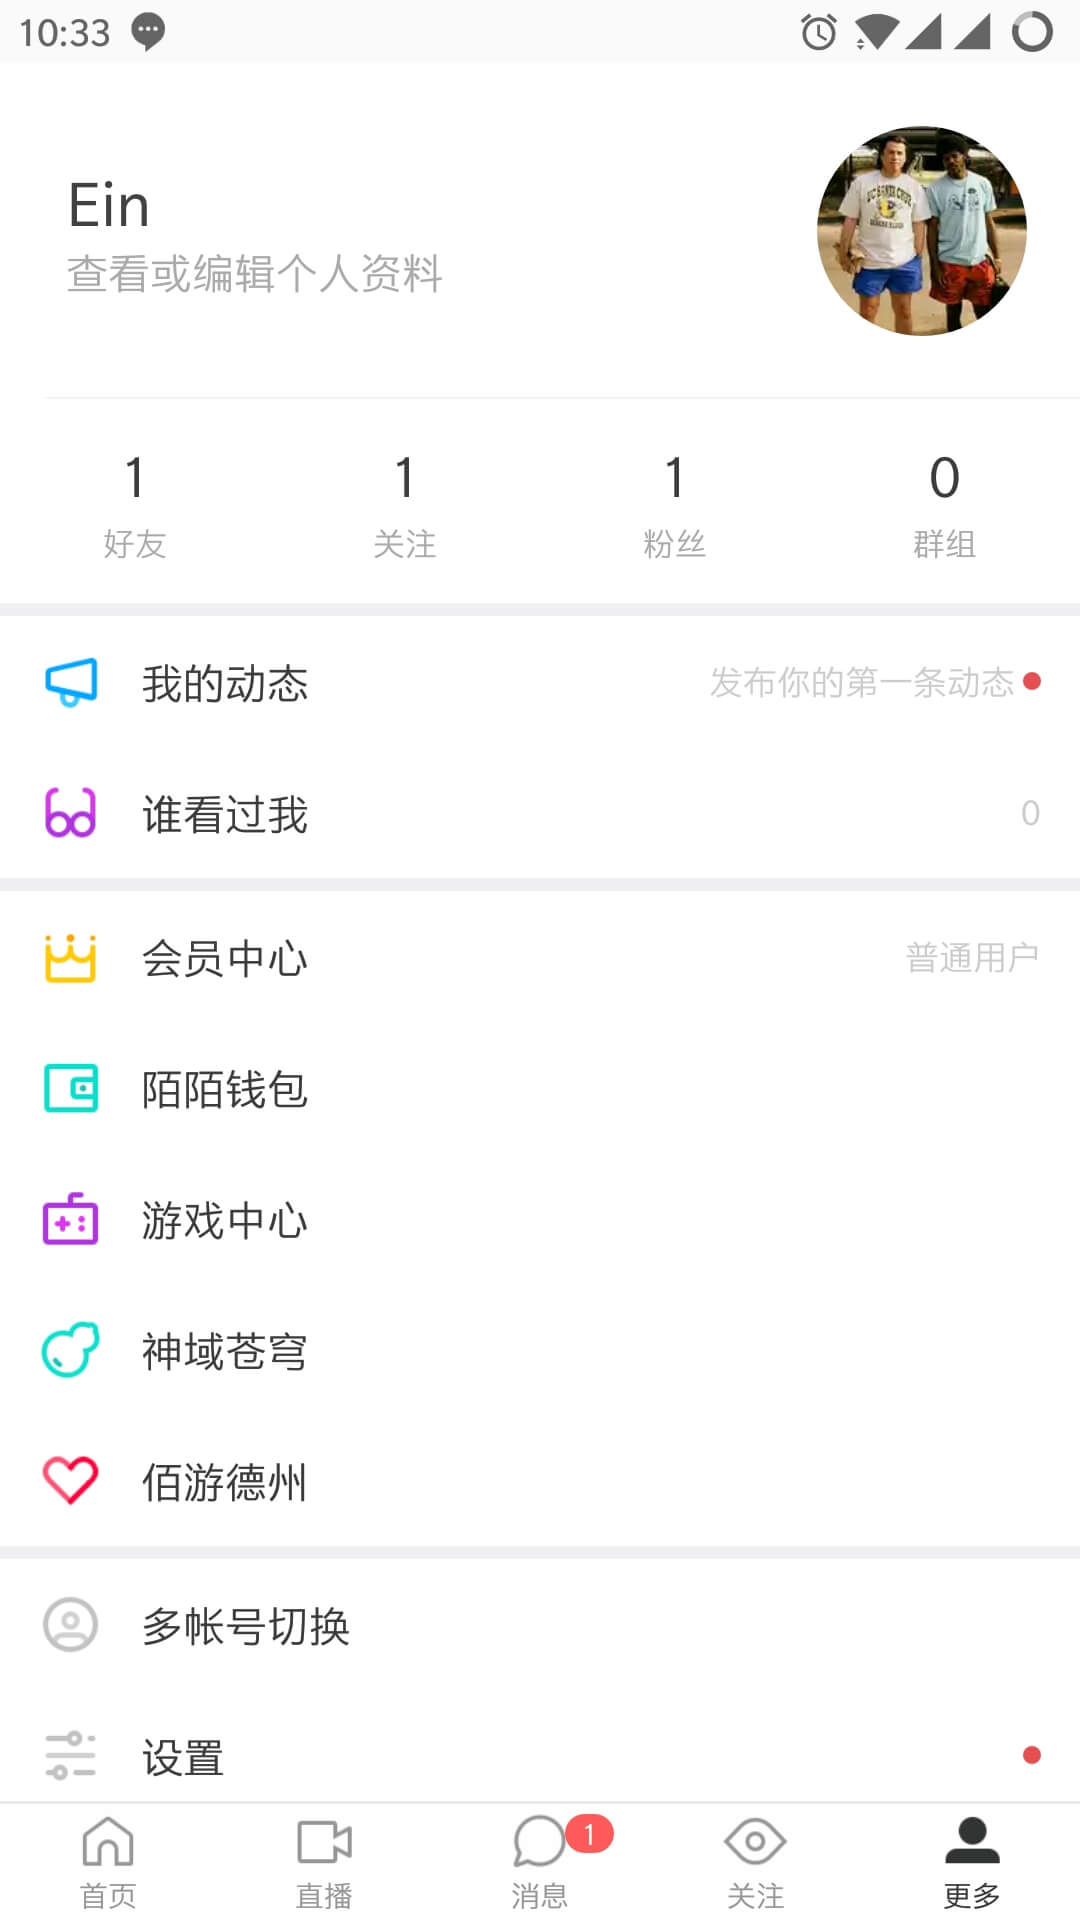 10:33
Ein
查看或编辑个人资料
1 1 1 0
好友 关注 粉丝 群组
我的动态 发布你的第一条动态
谁看过我 0
会员中心 普通用户
陌陌钱包
游戏中心
神域苍穹
佰游德州
多帐号切换
设置
1
首页 直播 消息 关注 更多